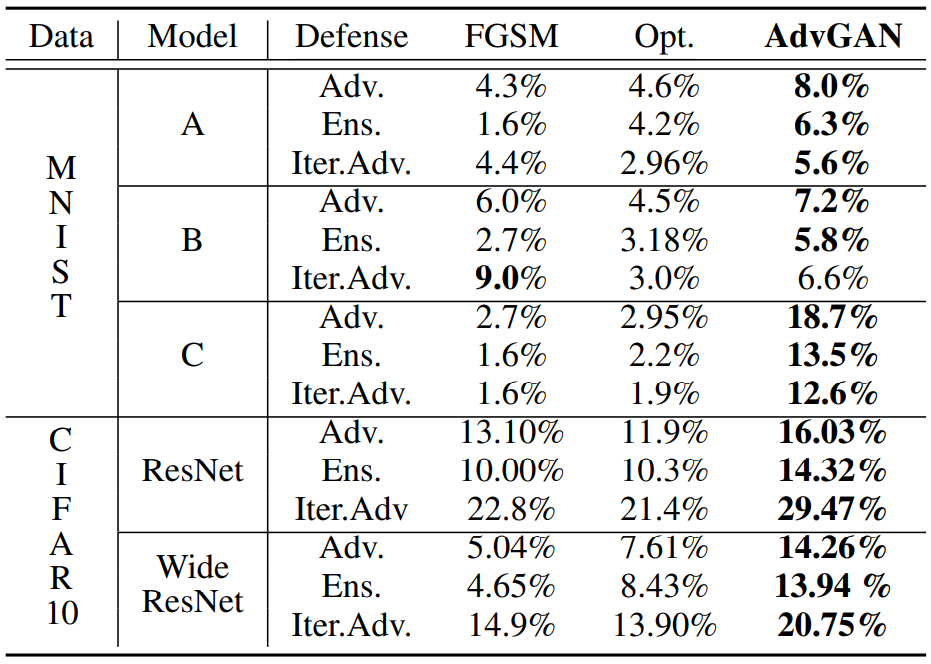 Data Model Defense FGSM Opt. AdvGAN
MNIST A Adv. 4.3% 4.6% 8.0%
Ens. 1.6% 4.2% 6.3%
Iter.Adv. 4.4% 2.96% 5.6%
B Adv. 6.0% 4.5% 7.2%
Ens. 2.7% 3.18% 5.8%
Iter.Adv. 9.0% 3.0% 6.6%
C Adv. 2.7% 2.95% 18.7%
Ens. 1.6% 2.2% 13.5%
Iter.Adv. 1.6% 1.9% 12.6%
CIFAR10 ResNet Adv. 13.10% 11.9% 16.03%
Ens. 10.00% 10.3% 14.32%
Iter.Adv 22.8% 21.4% 29.47%
Wide ResNet Adv. 5.04% 7.61% 14.26%
Ens. 4.65% 8.43% 13.94 %
Iter.Adv. 14.9% 13.90% 20.75%